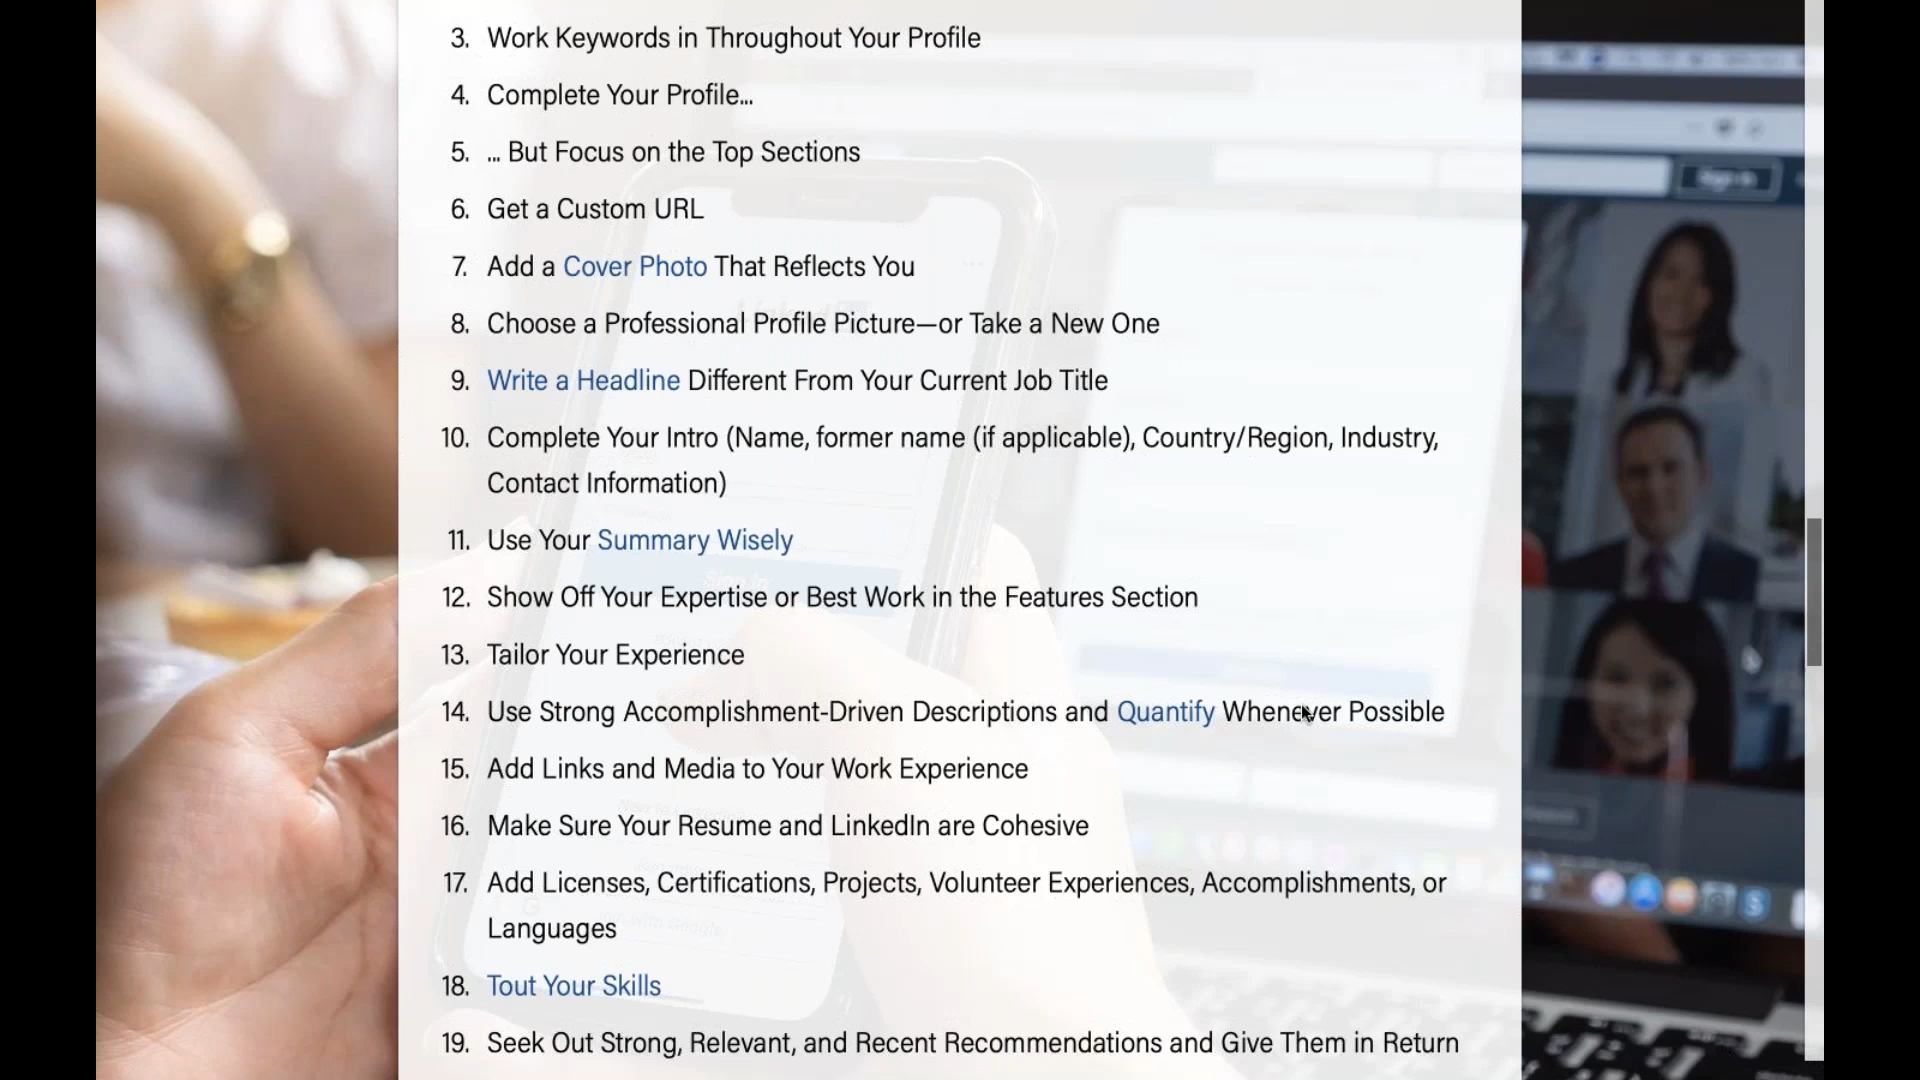 3. Work Keywords in Throughout Your Profile
4. Complete Your Profile...
5. ... But Focus on the Top Sections
6. Get a Custom URL
7. Add a Cover Photo That Reflects You
8. Choose a Professional Profile Picture—or Take a New One
9. Write a Headline Different From Your Current Job Title
10. Complete Your Intro (Name, former name (if applicable), Country/Region, Industry,
Contact Information)
11. Use Your Summary Wisely
12. Show Off Your Expertise or Best Work in the Features Section
13. Tailor Your Experience
14. Use Strong Accomplishment-Driven Descriptions and Quantify Whenever Possible
15. Add Links and Media to Your Work Experience
16. Make Sure Your Resume and LinkedIn are Cohesive
17. Add Licenses, Certifications, Projects, Volunteer Experiences, Accomplishments, or
Languages
18. Tout Your Skills
19. Seek Out Strong, Relevant, and Recent Recommendations and Give Them in Return
Sign in
Sign in